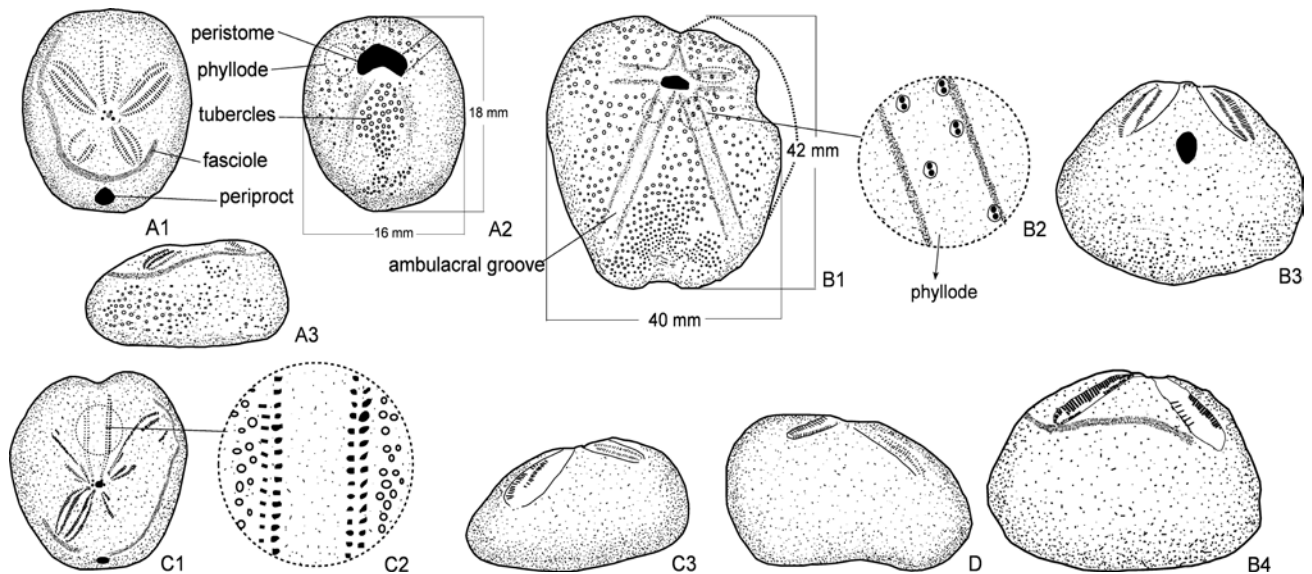 peristome
phyllode
tubercles
fasciole
periproct
A1
18 mm
16 mm
A2
A3
ambulacral groove
42 mm
40 mm
B1
B2
phyllode
B3
C1
C2
C3
D
B4